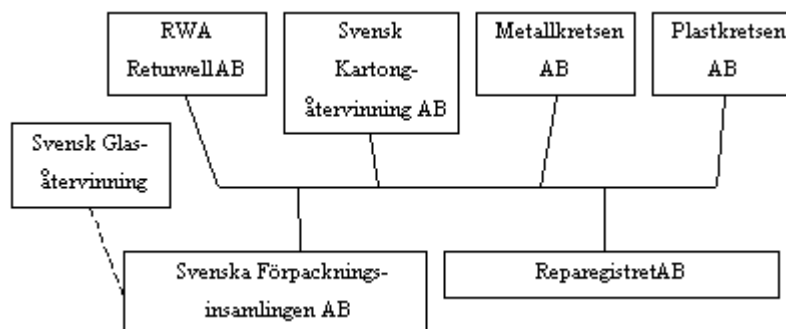 RWA
ReturwellAB
Svensk
Kartong-
återvinning AB
Metallkretsen
AB
Plastkretsen
AB
Svensk Glas-
återvinning
Svenska Förpacknings-
insamlingen AB
ReparegistretAB